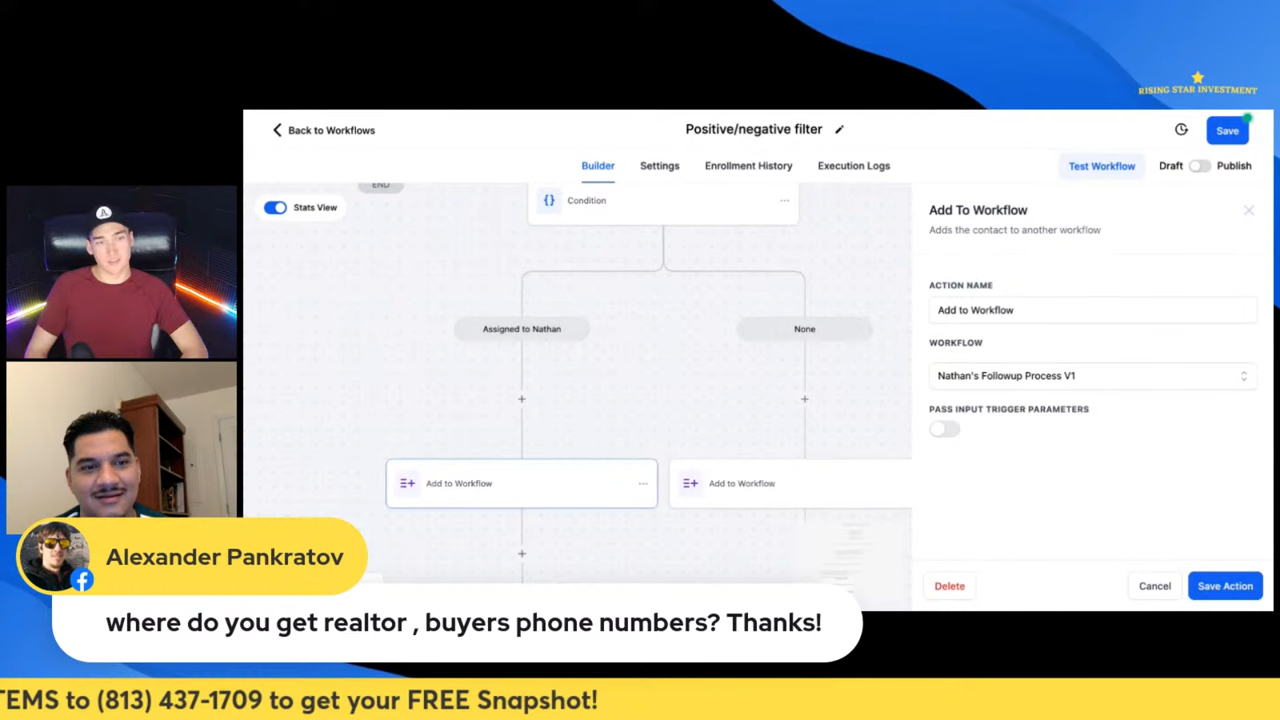 RISING STAR INVESTMENT
Back to Workflows
Positive/negative filter
Save
Builder
Settings
Enrollment History
Execution Logs
Test Workflow
Draft
Publish
END
Stats View
Condition
Assigned to Nathan
None
Add to Workflow
Add to Workflow
Add To Workflow
Adds the contact to another workflow
ACTION NAME
Add to Workflow
WORKFLOW
Nathan's Followup Process V1
PASS INPUT TRIGGER PARAMETERS
Delete
Cancel
Save Action
Alexander Pankratov
where do you get realtor , buyers phone numbers? Thanks!
TEMS to (813) 437-1709 to get your FREE Snapshot!